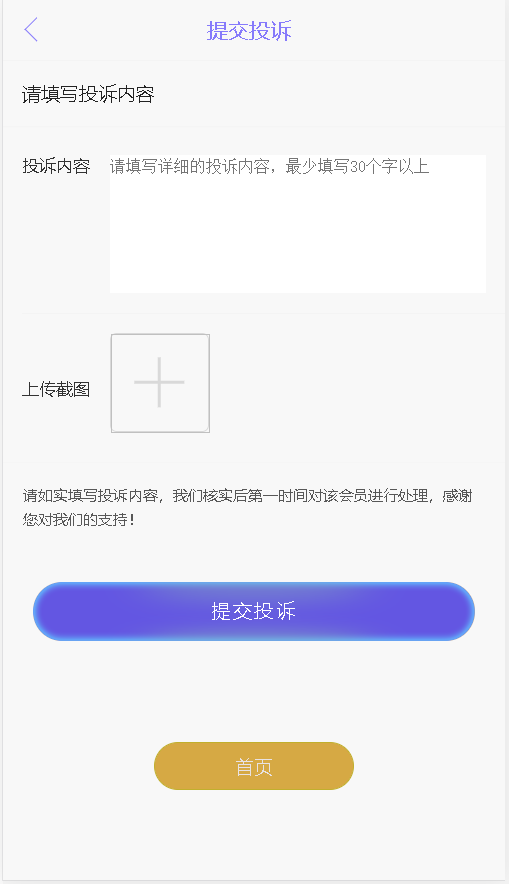 提交投诉
请填写投诉内容
投诉内容
请填写详细的投诉内容，最少填写30个字以上
上传截图
请如实填写投诉内容，我们核实后第一时间对该会员进行处理，感谢
您对我们的支持！
提交投诉
首页